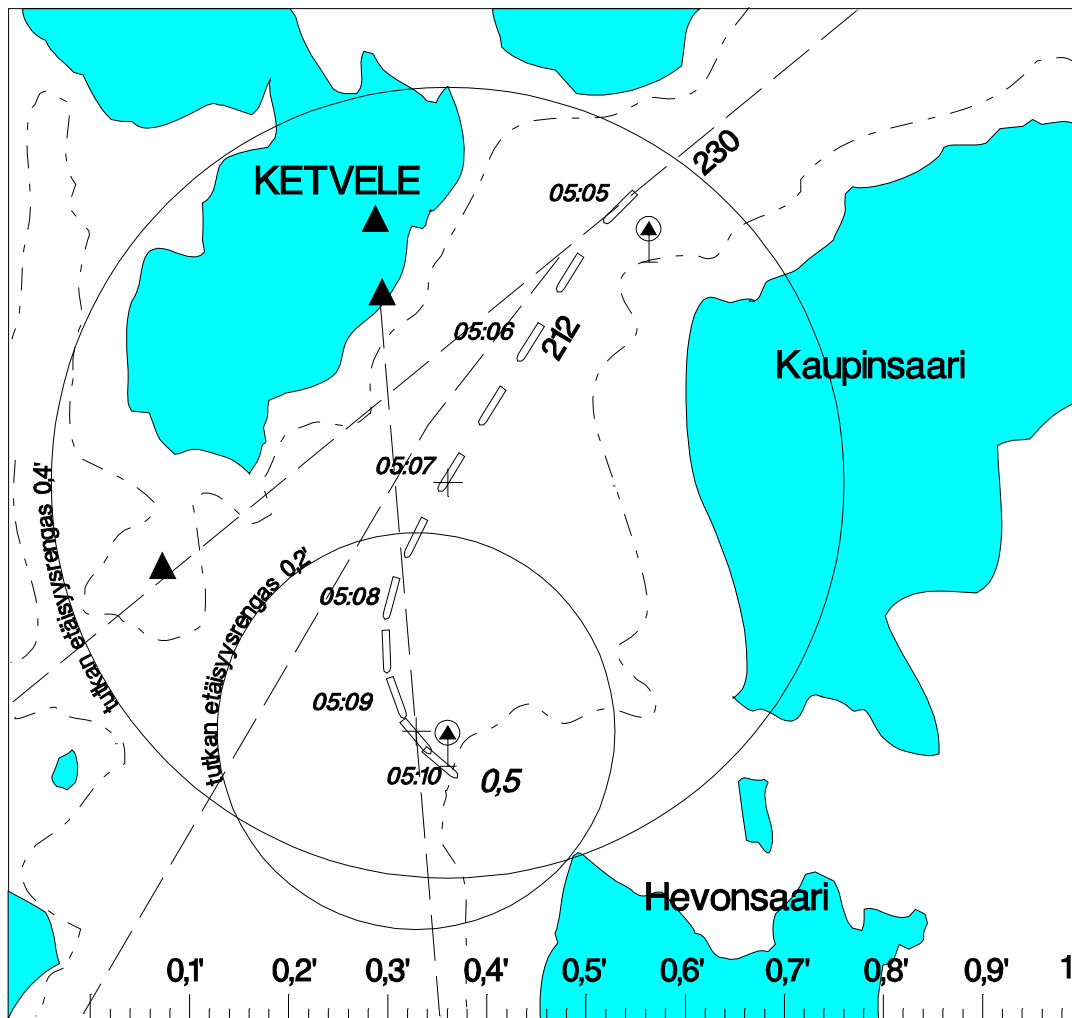 230
KETVELE
05:05
05:06
212
Kaupinsaari
05:07
tutkan etäisyysrengas 0,4'
tutkan etäisyysrengas 0,2'
05:08
05:09
05:10
0,5
Hevonsaari
0,1' 0,2' 0,3' 0,4' 0,5' 0,6' 0,7' 0,8' 0,9' 1